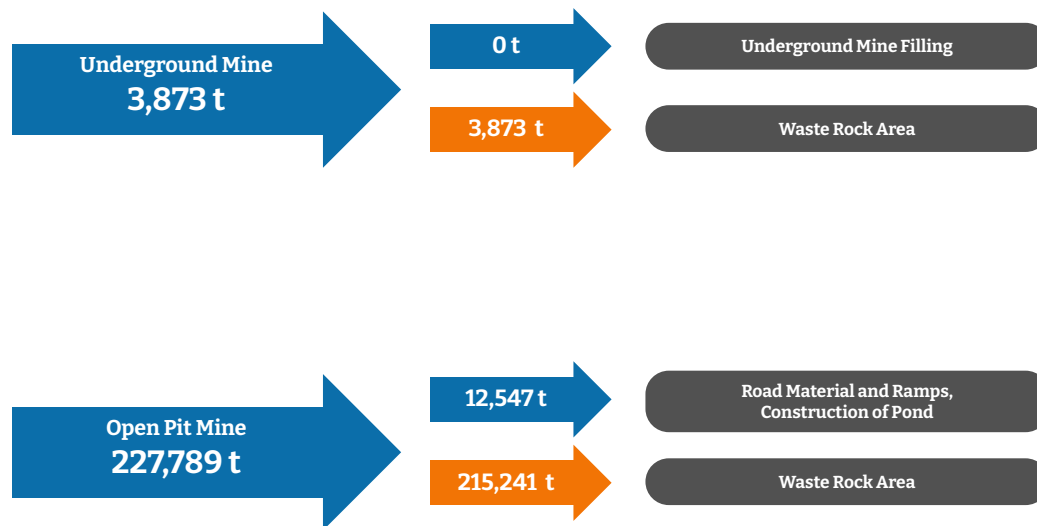 Underground Mine
3,873 t
0 t
Underground Mine Filling
3,873 t
Waste Rock Area
Open Pit Mine
227,789 t
12,547 t
Road Material and Ramps,
Construction of Pond
215,241 t
Waste Rock Area